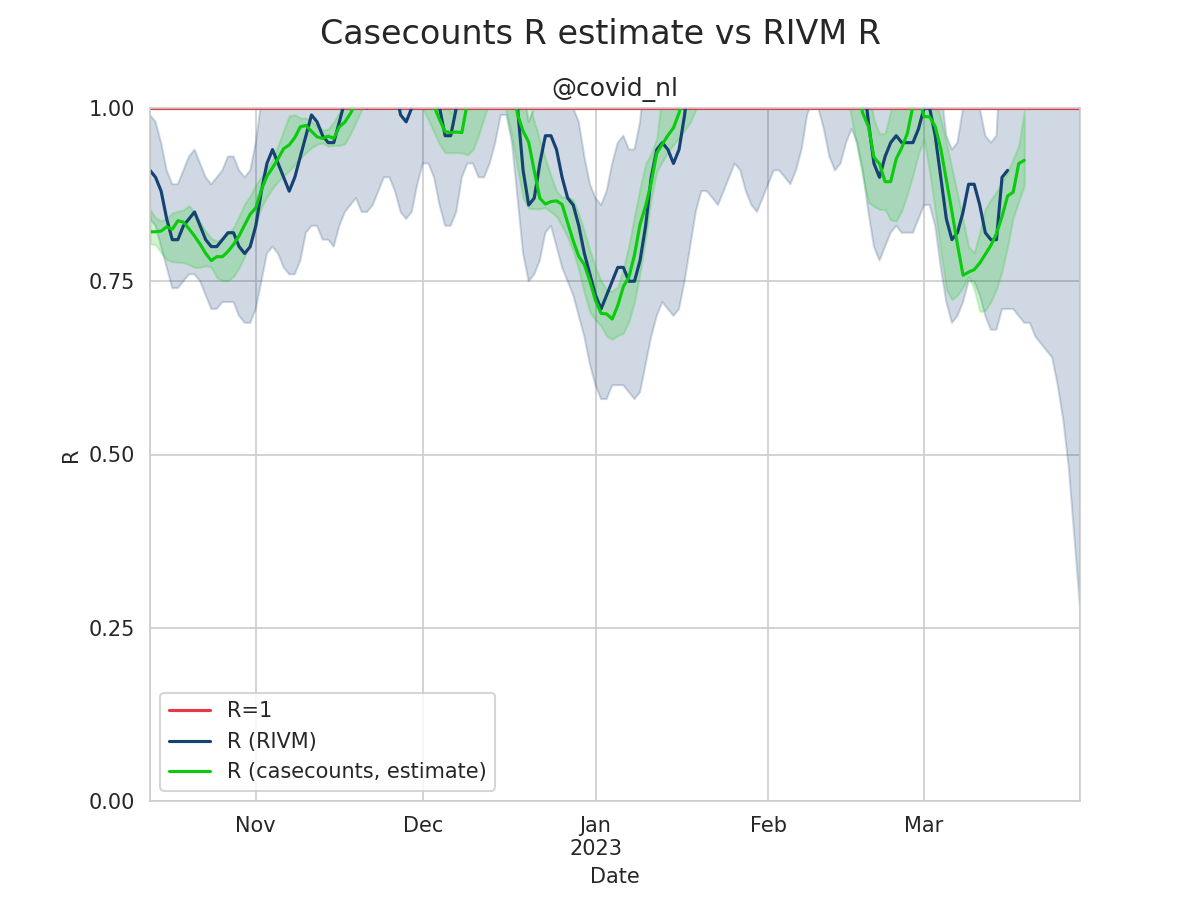 Casecounts R estimate vs RIVM R
@covid_nl
1.00
0.75
0.50
0.25
0.00
R
R=1
R (RIVM)
R (casecounts, estimate)
Nov
Dec
Jan
2023
Feb
Mar
Date